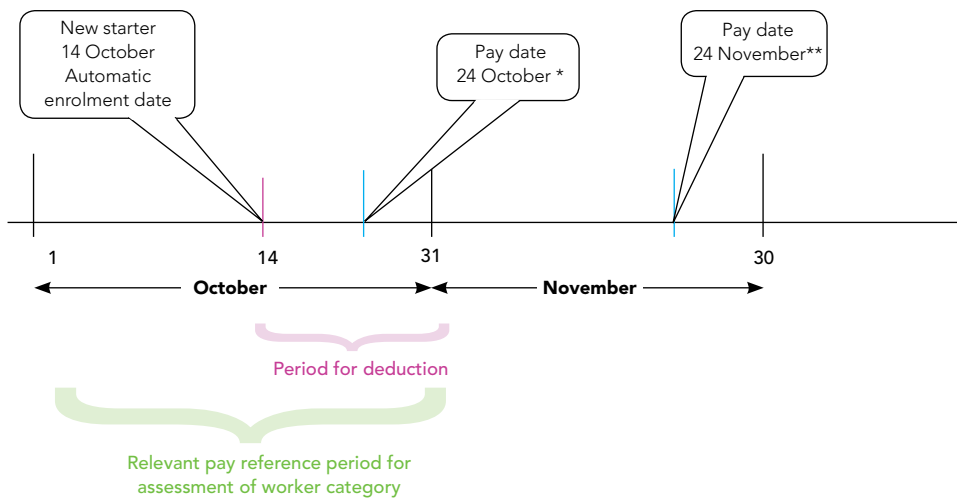 New starter
14 October
Automatic
enrolment date
Pay date
24 October *
Pay date
24 November**
1
14
31
30
October
November
Period for deduction
Relevant pay reference period for
assessment of worker category